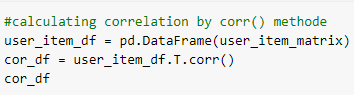 #calculating correlation by corr() methode
user_item_df = pd.DataFrame(user_item_matrix)
cor_df = user_item_df.T.corr()
cor_df